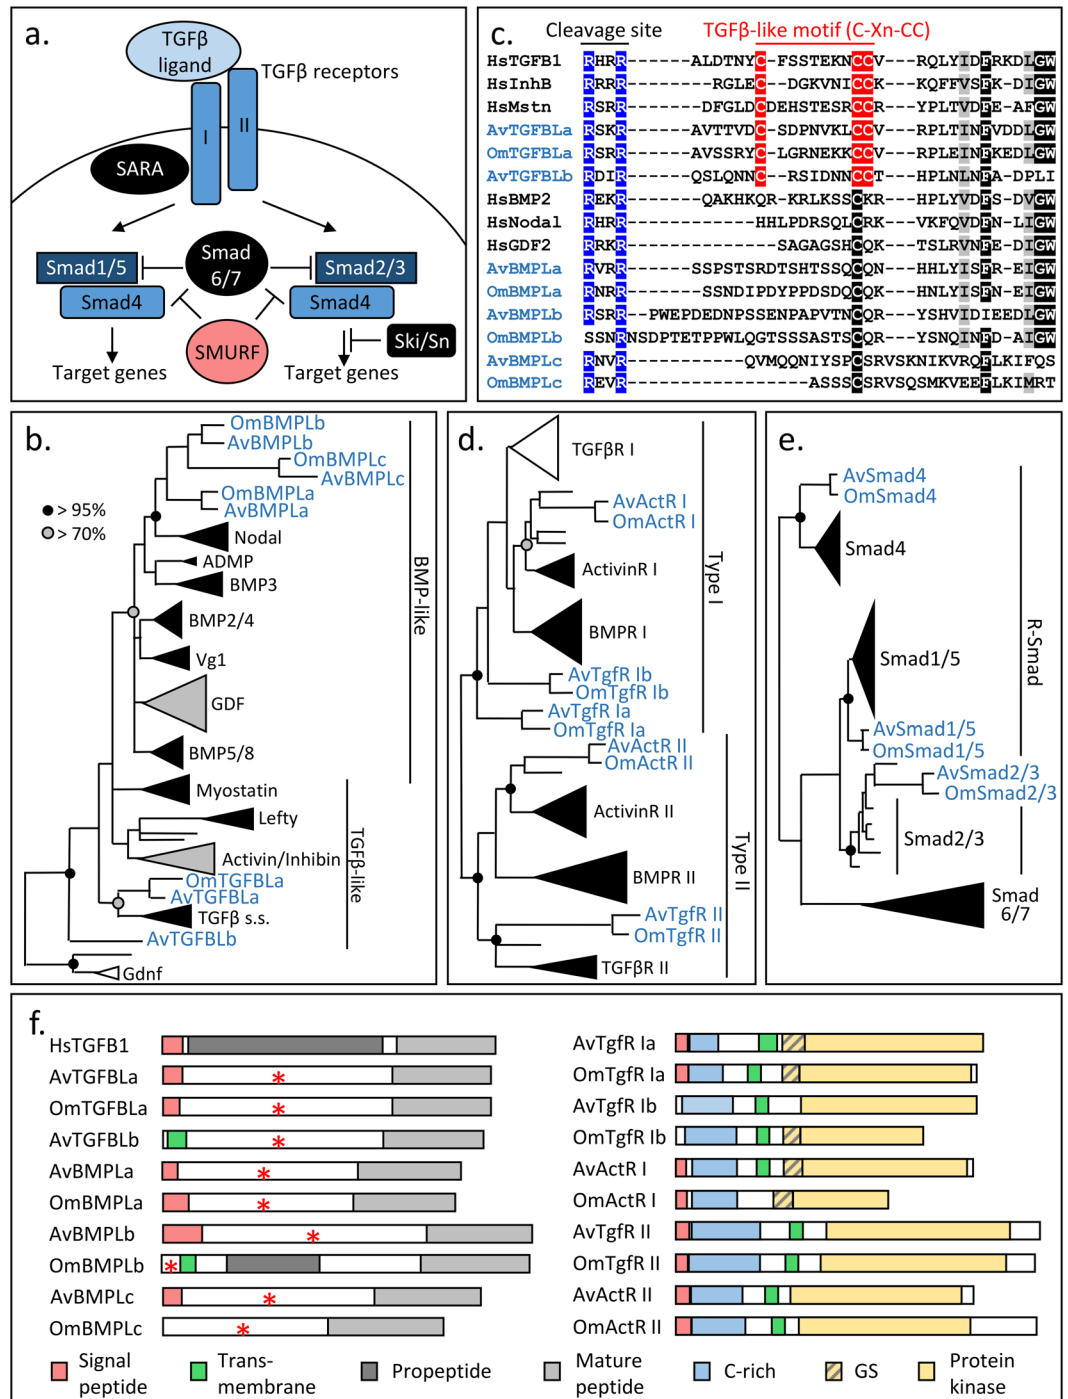 a.
TGFβ
ligand
TGFβ receptors
I
II
SARA
Smad1/5
Smad4
Smad
6/7
Smad2/3
Smad4
SMURF
Ski/Sn
Target genes
Target genes
c.
Cleavage site
TGFβ-like motif (C-Xn-CC)
HsTGFB1
HsInhB
HsMstn
AvTGFBLa
OmTGFBLa
AvTGFBLb
HsBMP2
HsNodal
HsGDF2
AvBMPLa
OmBMPLa
AvBMPLb
OmBMPLb
AvBMPLc
OmBMPLc
RHRR------ALDTNYC-FSSTEKNCCV---RQLYIDFRKDLGW
RRRR--------RGLEC-DGKVNICCK---KQFFVSFK-DIGW
RSRR-------DFGLDCDEHSTESRCCR---YPLTVDFE-AFGW
RSKR------AVTTVDC-SDPNVKLCCV---RPLTINFVDDLGW
RSRR------AVSSRYC-LGRNEKKCCV---RPLEINFKEDLGW
RDIR------QSLQNNC-RSIDNNCCT---HPLNLNFA-DPLI
REKR-------QAKHKQR-KRLKSSCKR---HPLYVDFS-DVGW
RHRR----------HHLPDRSQLCRK---VKFQVDFN-LIGW
RRKR------------SAGAGSHCQK---TSLRVNFE-DIGW
RVRR-------SSPSTSRDTSHTSSCQN---HHLYISFR-EIGW
RNRR-------SSNDIPDYPPDSDQCQK---HNLYISFN-EIGW
RSRR--PWEPEDENPSSENPAPVTNCQR---YSHVIDIEEDLGW
SSNRNSDPTETPPWLQGTSSSASTSCQR---YSNQINFD-AIGW
RNVR----------QVMQQNIYSPCSRVSKNIKVRQFLKIFQS
REVR---------------ASSSCSRVSQSMKVEEFLKIMRT
b.
OmBMPLb
AvBMPLb
OmBMPLc
AvBMPLc
OmBMPLa
AvBMPLa
> 95%
> 70%
Nodal
ADMP
BMP3
BMP2/4
Vg1
GDF
BMP5/8
Myostatin
Lefty
Activin/Inhibin
OmTGFBLa
AvTGFBLa
TGFβ s.s.
AvTGFBLb
Gdnf
BMP-like
TGFβ-like
d.
TGFβR I
AvActR I
OmActR I
ActivinR I
BMPR I
AvTgfR Ib
OmTgfR Ib
AvTgfR Ia
OmTgfR Ia
AvActR II
OmActR II
ActivinR II
BMPR II
AvTgfR II
OmTgfR II
TGFβR II
Type I
Type II
e.
AvSmad4
OmSmad4
Smad4
Smad1/5
AvSmad1/5
OmSmad1/5
AvSmad2/3
OmSmad2/3
Smad2/3
Smad
6/7
R-Smad
f.
HsTGFB1
AvTGFBLa
*
OmTGFBLa
*
AvTGFBLb
*
AvBMPLa
*
OmBMPLa
*
AvBMPLb
*
OmBMPLb
*
AvBMPLc
*
OmBMPLc
*
AvTgfR Ia
OmTgfR Ia
AvTgfR Ib
OmTgfR Ib
AvActR I
OmActR I
AvTgfR II
OmTgfR II
AvActR II
OmActR II
Signal
peptide
Trans-
membrane
Propeptide
Mature
peptide
C-rich
GS
Protein
kinase